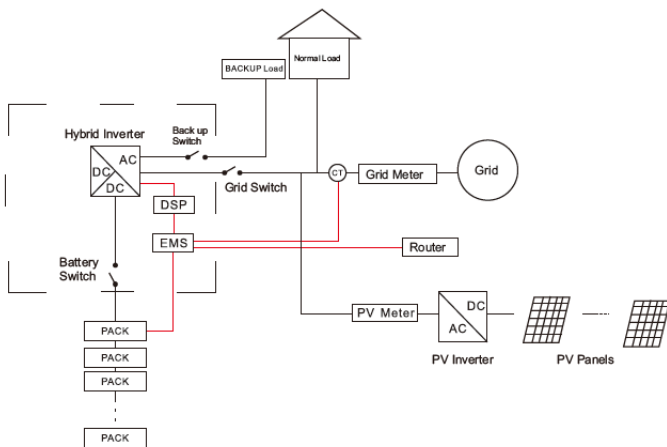 Normal Load
BACKUP Load
Hybrid Inverter
Back up
Switch
AC
DC
DC
Grid Switch
CT
Grid Meter
Grid
DSP
EMS
Router
Battery
Switch
PACK
PACK
PACK
PACK
PV Meter
DC
AC
PV Inverter
PV Panels